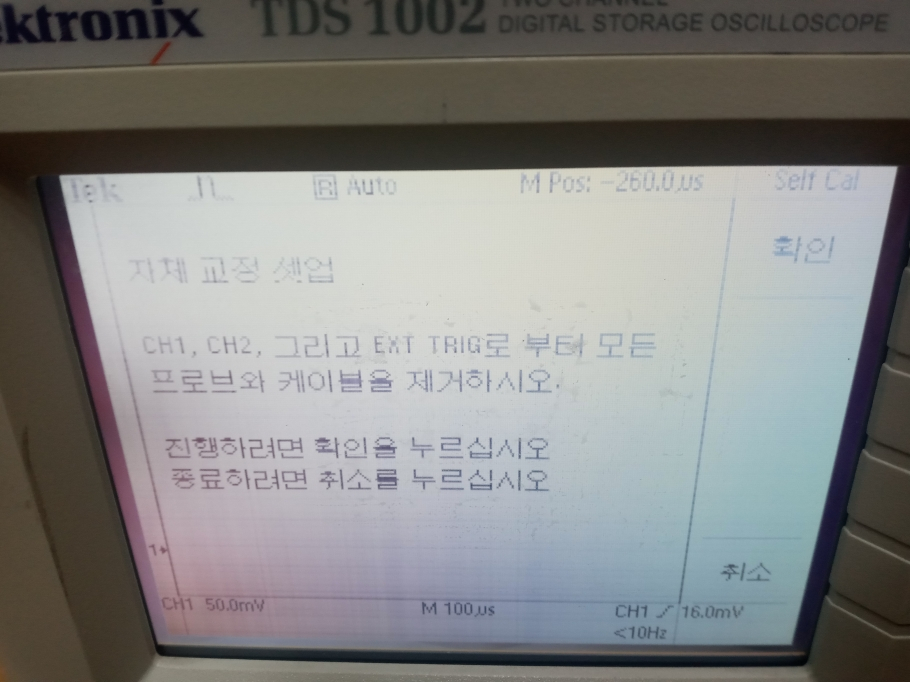 ektronix TDS 1002 TWO CHANNEL
DIGITAL STORAGE OSCILLOSCOPE
Tek R Auto M Pos: -260.0µs Self Cal
확인
자체 교정 셋업
CH1, CH2, 그리고 EXT TRIG로 부터 모든
프로브와 케이블을 제거하시오.
진행하려면 확인을 누르십시오
종료하려면 취소를 누르십시오
1
취소
CH1 50.0mV M 100µs CH1 16.0mV
<10Hz